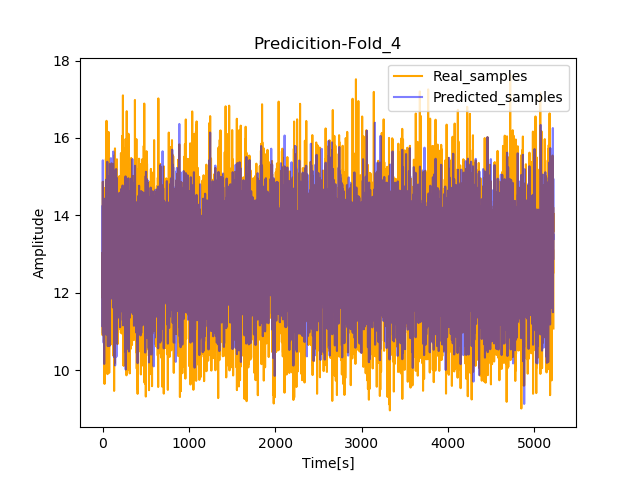 Predicition-Fold_4
Real_samples
Predicted_samples
18
16
14
12
10
Amplitude
0
1000
2000
3000
4000
5000
Time[s]